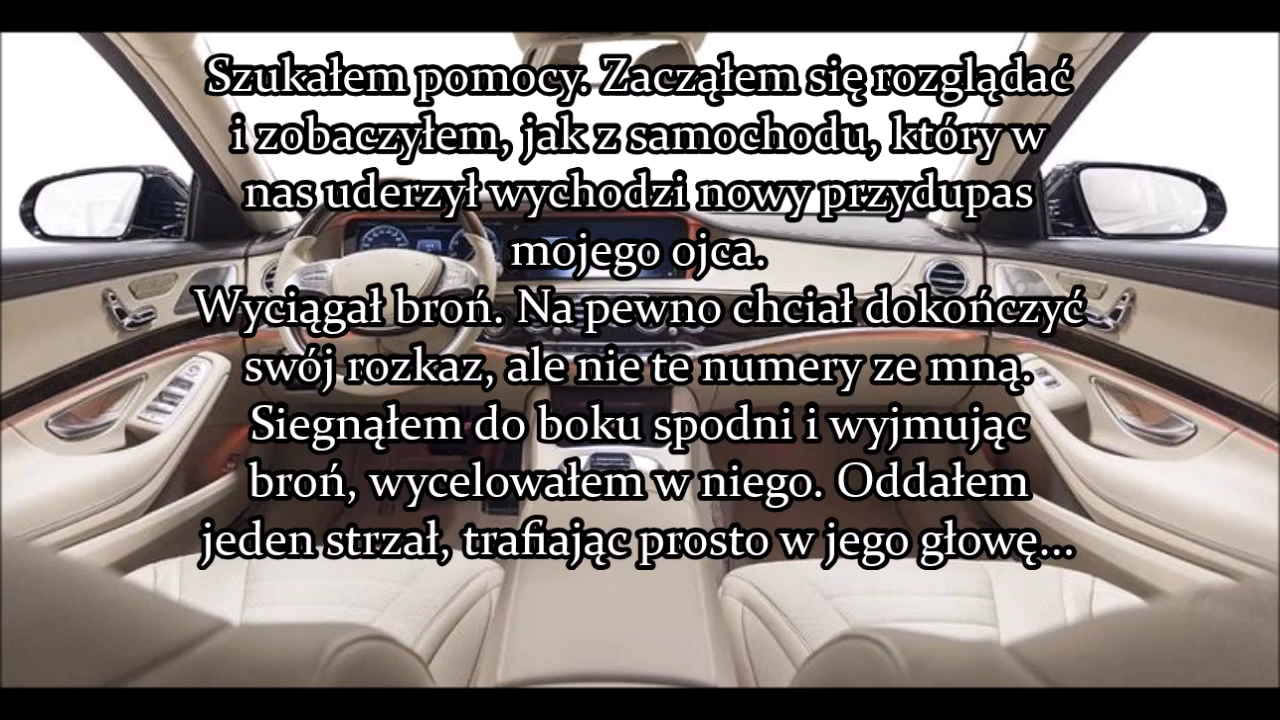 Szukałem pomocy. Zacząłem się rozglądać
i zobaczyłem, jak z samochodu, który w
nas uderzył wychodzi nowy przydupas
mojego ojca.
Wyciągał broń. Na pewno chciał dokończyć
swój rozkaz, ale nie te numery ze mną.
Siegnąłem do boku spodni i wyjmując
broń, wycelowałem w niego. Oddałem
jeden strzał, trafiając prosto w jego głowę...